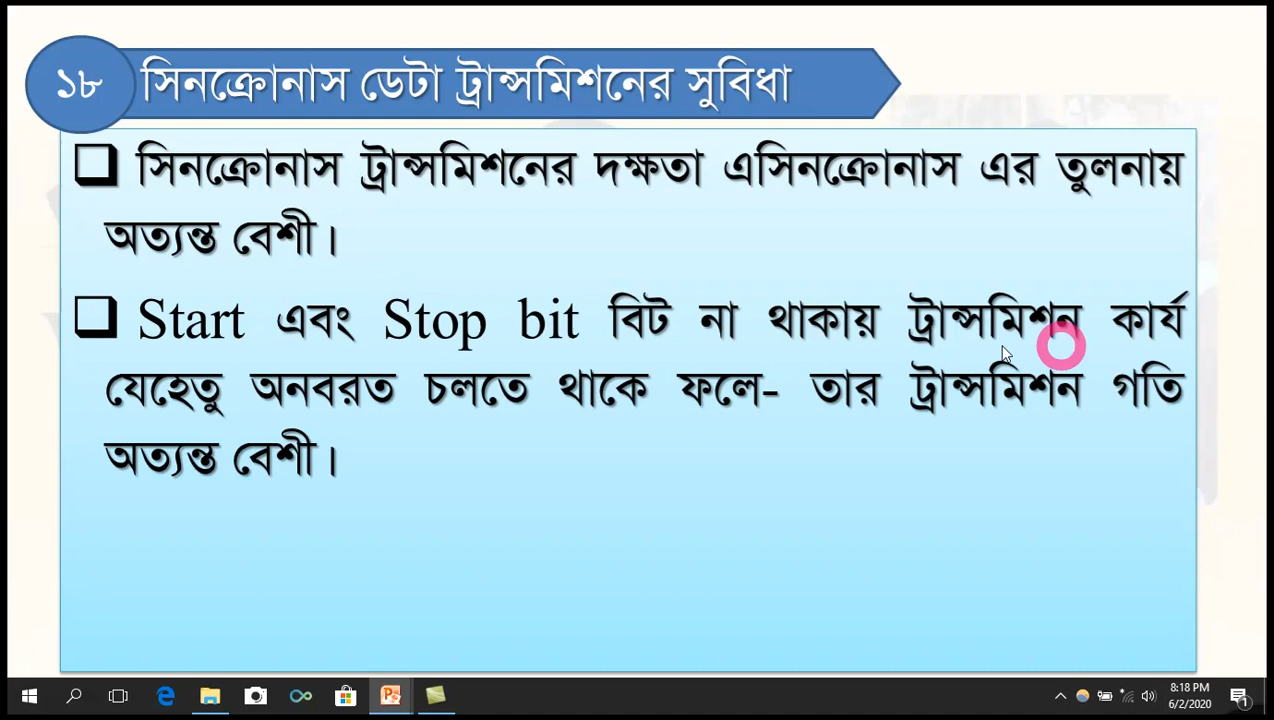 ১৮ সিনক্রোনাস ডেটা ট্রান্সমিশনের সুবিধা
সিনক্রোনাস ট্রান্সমিশনের দক্ষতা এসিনক্রোনাস এর তুলনায়
অত্যন্ত বেশী।
Start এবং Stop bit বিট না থাকায় ট্রান্সমিশন কার্য
যেহেতু অনবরত চলতে থাকে ফলে- তার ট্রান্সমিশন গতি
অত্যন্ত বেশী।
8:18 PM
6/2/2020